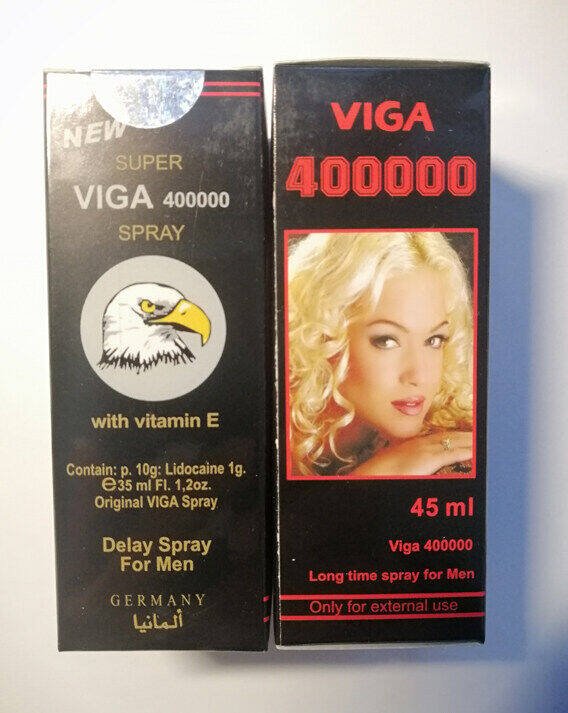 NEW
SUPER
VIGA 400000
SPRAY
with vitamin E
Contain: p. 10g: Lidocaine 1g.
℮35 ml Fl. 1,2oz.
Original VIGA Spray
Delay Spray
For Men
GERMANY
ألمانيا
VIGA
400000
45 ml
Viga 400000
Long time spray for Men
Only for external use